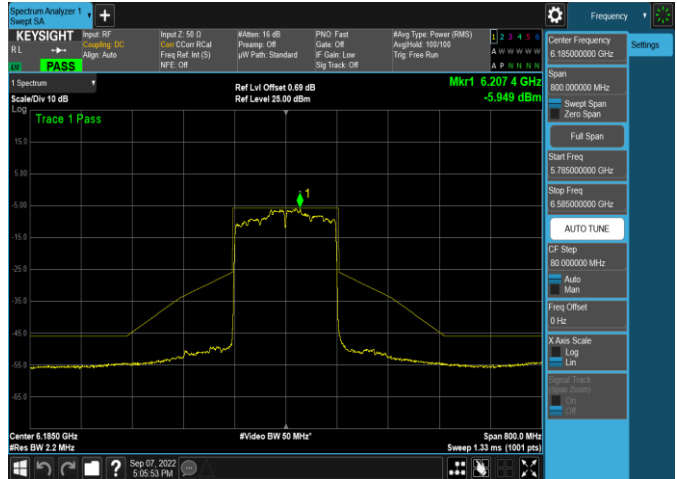 Spectrum Analyzer 1
Swept SA
Frequency
KEYSIGHT
R L
AM
PASS
Input: RF
Coupling: DC
Align: Auto
Input Z: 50 Ω
Corr CCorr RCal
Freq Ref: Int (S)
NFE: Off
#Atten: 16 dB
Preamp: Off
µW Path: Standard
PNO: Fast
Gate: Off
IF Gain: Low
Sig Track: Off
#Avg Type: Power (RMS)
Avg|Hold: 100/100
Trig: Free Run
1 2 3 4 5 6
A W W W W W
A P N N N N
1 Spectrum
Scale/Div 10 dB
Ref Lvl Offset 0.69 dB
Ref Level 25.00 dBm
Mkr1 6.207 4 GHz
-5.949 dBm
Log
Trace 1 Pass
15.0
5.00
1
-5.00
-15.0
-25.0
-35.0
-45.0
-55.0
-65.0
Center 6.1850 GHz
#Res BW 2.2 MHz
#Video BW 50 MHz*
Span 800.0 MHz
Sweep 1.33 ms (1001 pts)
Center Frequency
6.185000000 GHz
Settings
Span
800.000000 MHz
Swept Span
Zero Span
Full Span
Start Freq
5.785000000 GHz
Stop Freq
6.585000000 GHz
AUTO TUNE
CF Step
80.000000 MHz
Auto
Man
Freq Offset
0 Hz
X Axis Scale
Log
Lin
Signal Track
(Span Zoom)
On
Off
?
Sep 07, 2022
5:05:53 PM